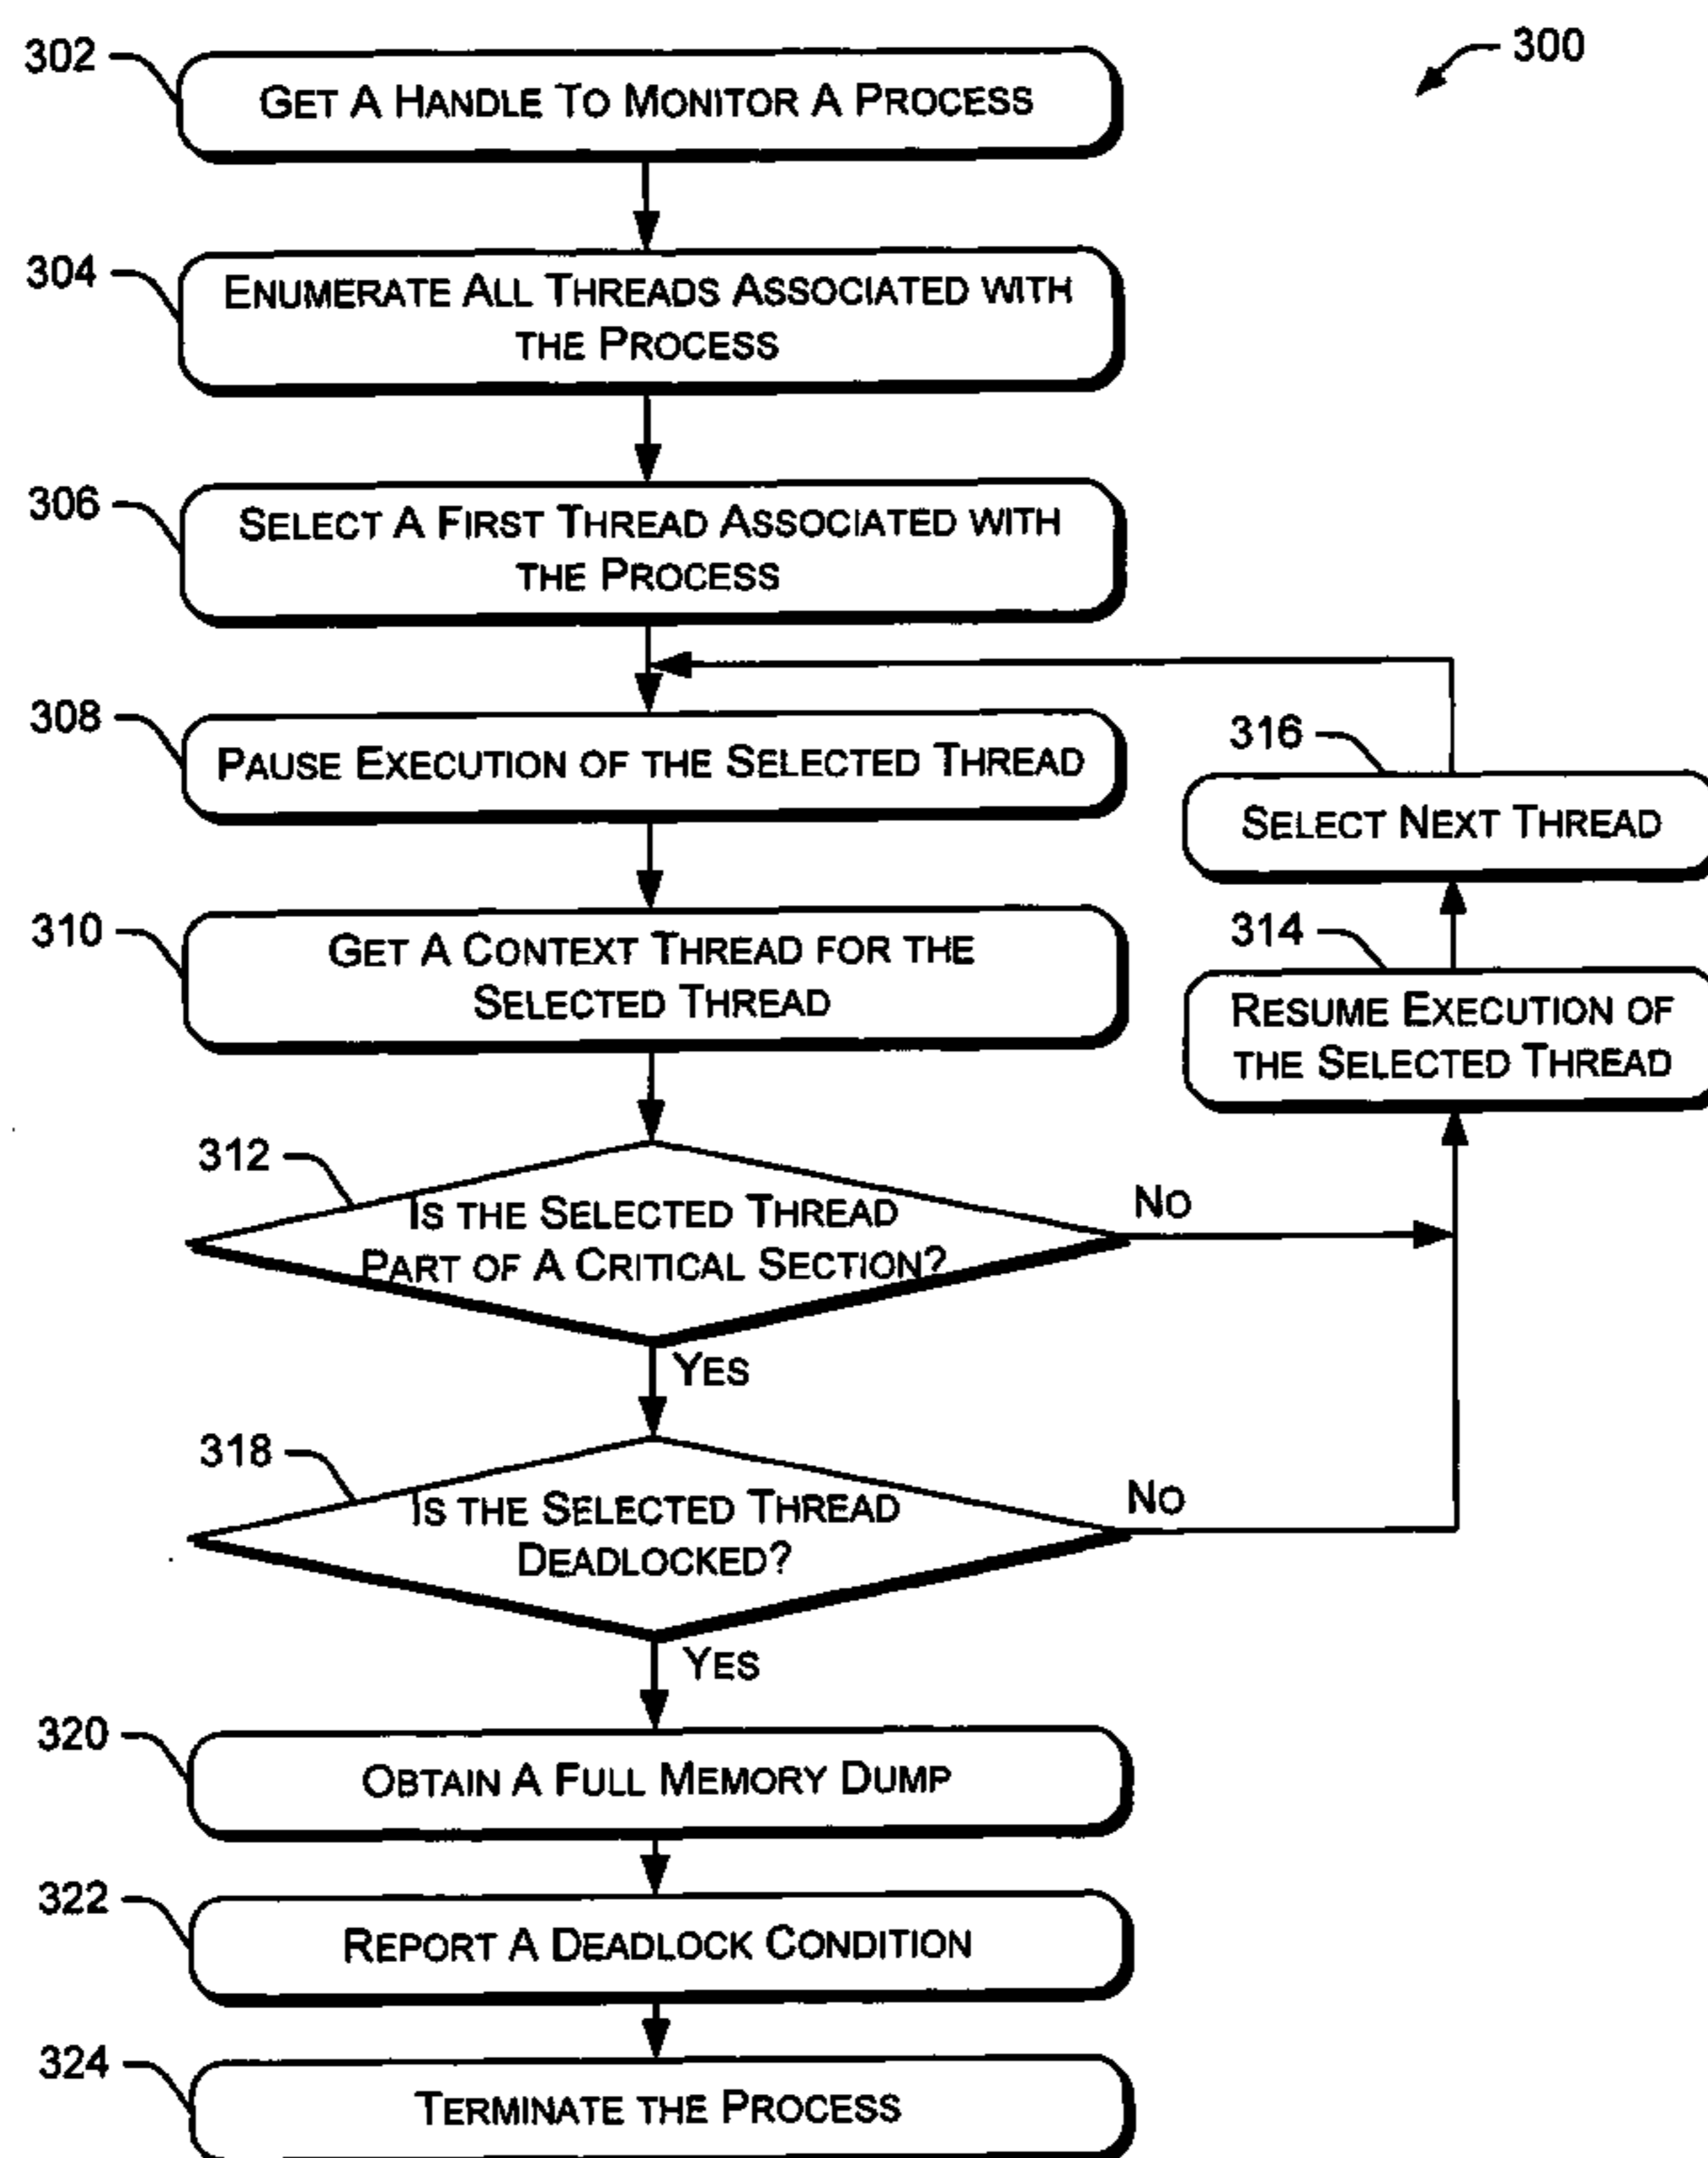 300
302
GET A HANDLE TO MONITOR A PROCESS
304
ENUMERATE ALL THREADS ASSOCIATED WITH
THE PROCESS
306
SELECT A FIRST THREAD ASSOCIATED WITH
THE PROCESS
308
PAUSE EXECUTION OF THE SELECTED THREAD
310
GET A CONTEXT THREAD FOR THE
SELECTED THREAD
312
IS THE SELECTED THREAD
PART OF A CRITICAL SECTION?
NO
YES
314
RESUME EXECUTION OF
THE SELECTED THREAD
316
SELECT NEXT THREAD
318
IS THE SELECTED THREAD
DEADLOCKED?
NO
YES
320
OBTAIN A FULL MEMORY DUMP
322
REPORT A DEADLOCK CONDITION
324
TERMINATE THE PROCESS